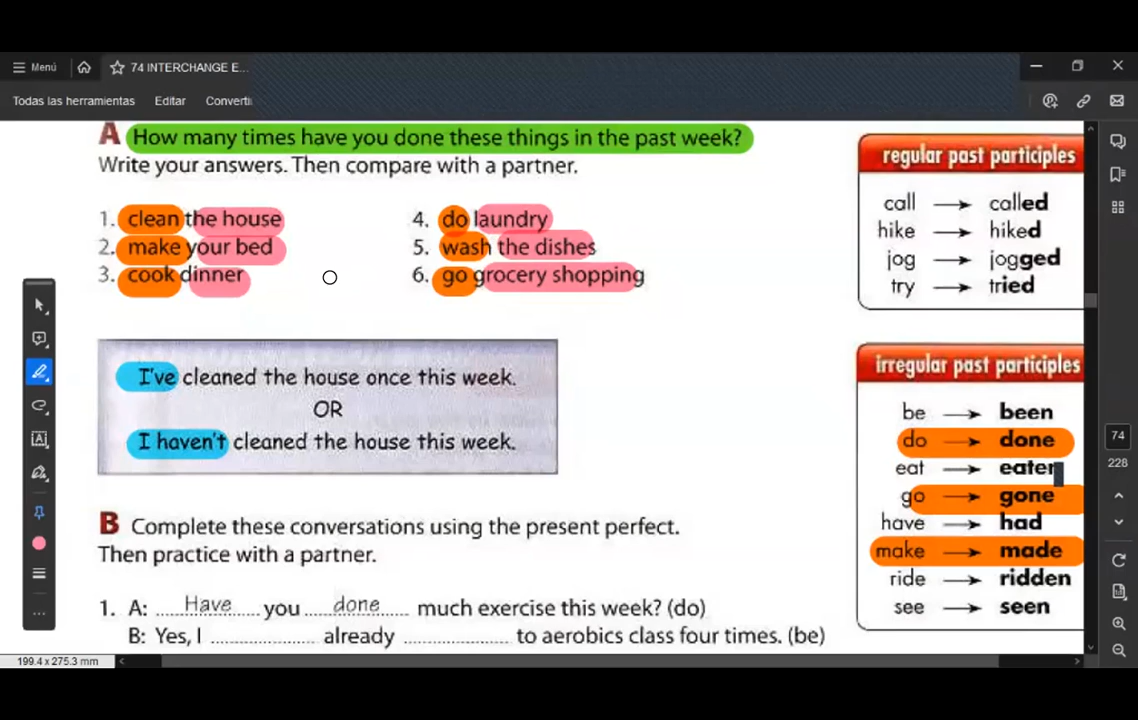 Menú
74 INTERCHANGE E...
Todas las herramientas
Editar
Converti
A How many times have you done these things in the past week?
Write your answers. Then compare with a partner.
1. clean the house
2. make your bed
3. cook dinner
4. do laundry
5. wash the dishes
6. go grocery shopping
I've cleaned the house once this week.
OR
I haven't cleaned the house this week.
B Complete these conversations using the present perfect.
Then practice with a partner.
1. A: Have you done much exercise this week? (do)
B: Yes, I .................... already .................... to aerobics class four times. (be)
regular past participles
call → called
hike → hiked
jog → jogged
try → tried
irregular past participles
be → been
do → done
eat → eaten
go → gone
have → had
make → made
ride → ridden
see → seen
74
228
199.4 x 275.3 mm